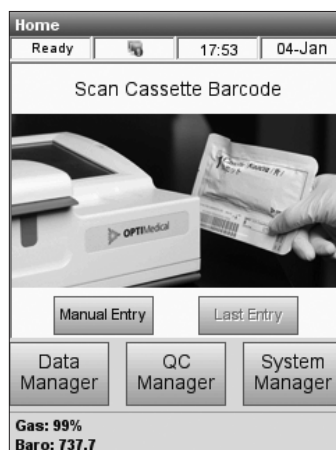 Home
Ready 17:53 04-Jan
Scan Cassette Barcode
OPTIMedical
Manual Entry Last Entry
Data Manager QC Manager System Manager
Gas: 99%
Baro: 737.7